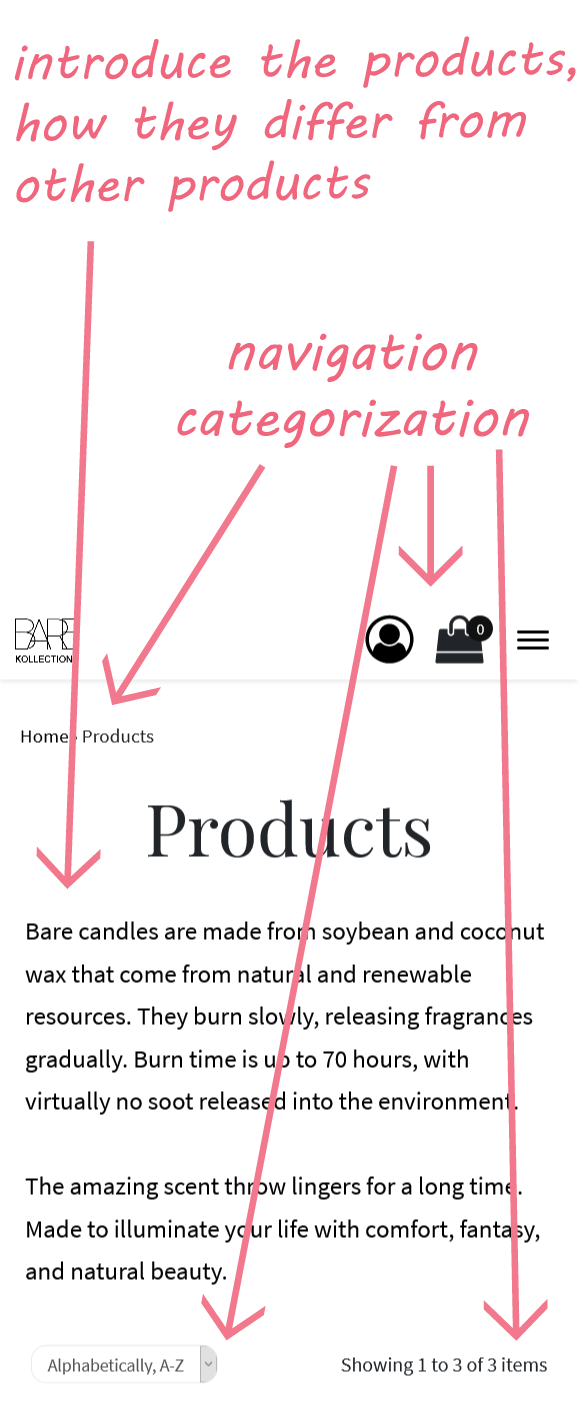 introduce the products,
how they differ from
other products
navigation
categorization
BARE
KOLLECTION
0
Home › Products
Products
Bare candles are made from soybean and coconut
wax that come from natural and renewable
resources. They burn slowly, releasing fragrances
gradually. Burn time is up to 70 hours, with
virtually no soot released into the environment.
The amazing scent throw lingers for a long time.
Made to illuminate your life with comfort, fantasy,
and natural beauty.
Alphabetically, A-Z
Showing 1 to 3 of 3 items